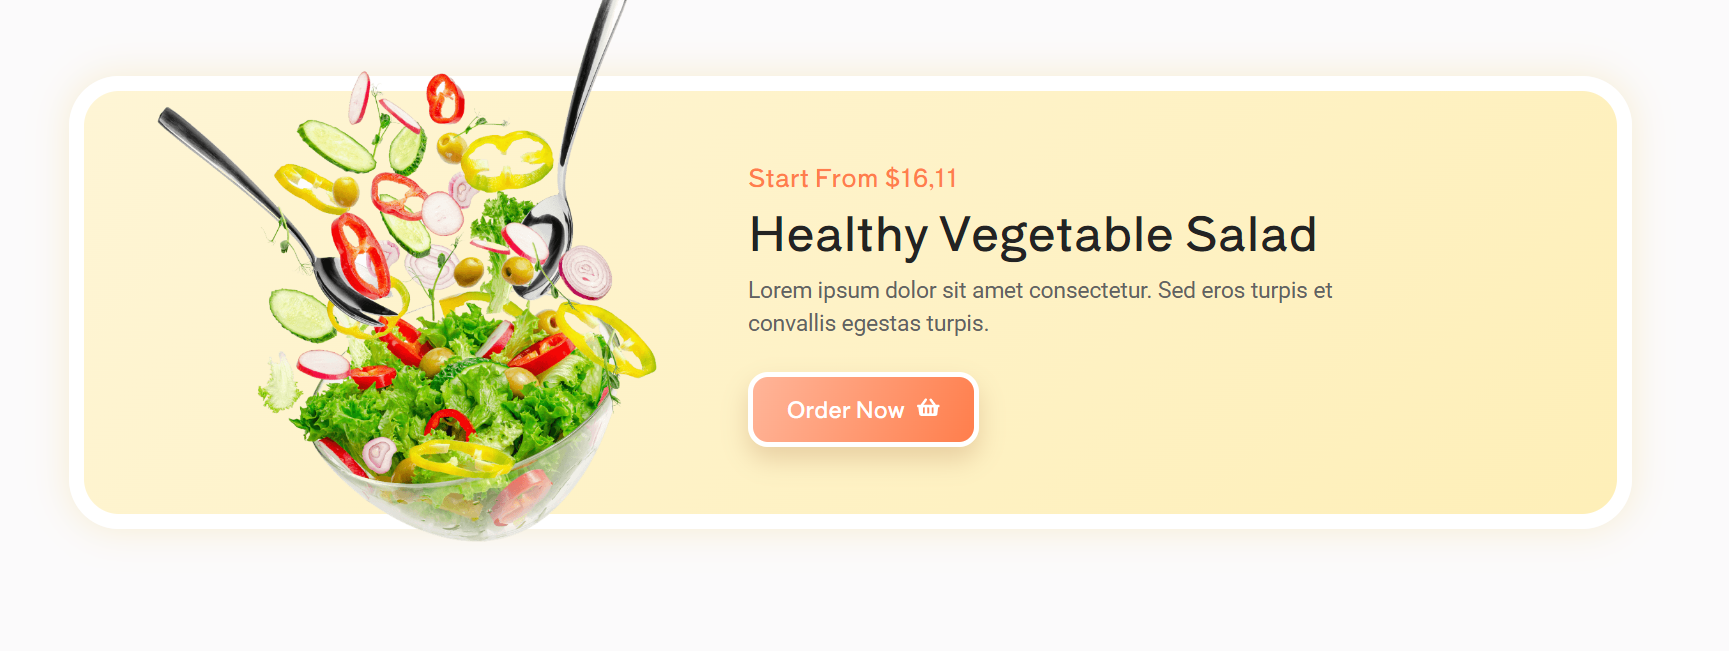 Start From $16,11
Healthy Vegetable Salad
Lorem ipsum dolor sit amet consectetur. Sed eros turpis et
convallis egestas turpis.
Order Now